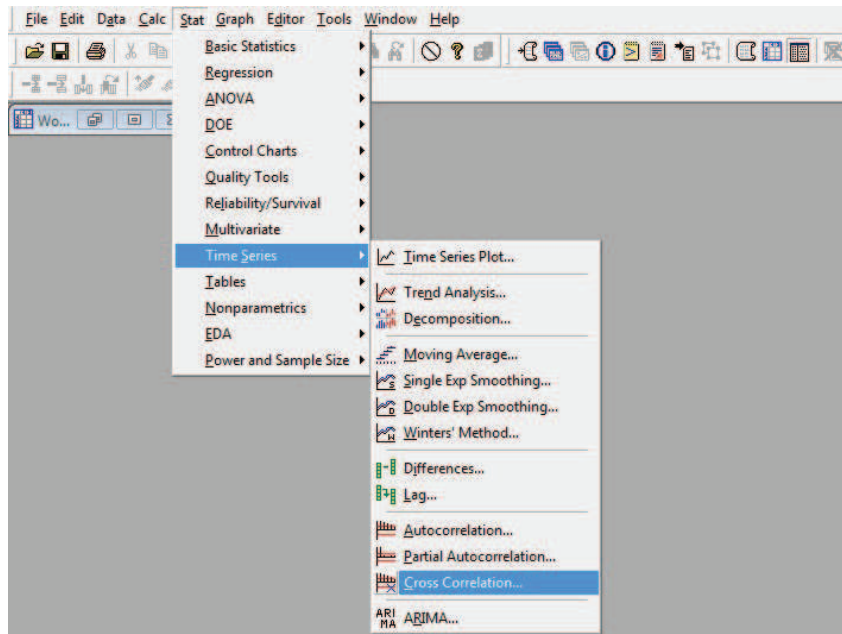 File Edit Data Calc Stat Graph Editor Tools Window Help
Basic Statistics
Regression
ANOVA
Wo...
DOE
Control Charts
Quality Tools
Reliability/Survival
Multivariate
Time Series
Tables
Nonparametrics
EDA
Power and Sample Size
Time Series Plot...
Trend Analysis...
Decomposition...
Moving Average...
Single Exp Smoothing...
Double Exp Smoothing...
Winters' Method...
Differences...
Lag...
Autocorrelation...
Partial Autocorrelation...
Cross Correlation...
ARI
MA
ARIMA...